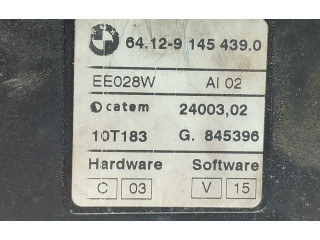 64.12-9 145 439.0
EE028W AI 02
catem 24003,02
10T183 G. 845396
Hardware Software
C 03 V 15